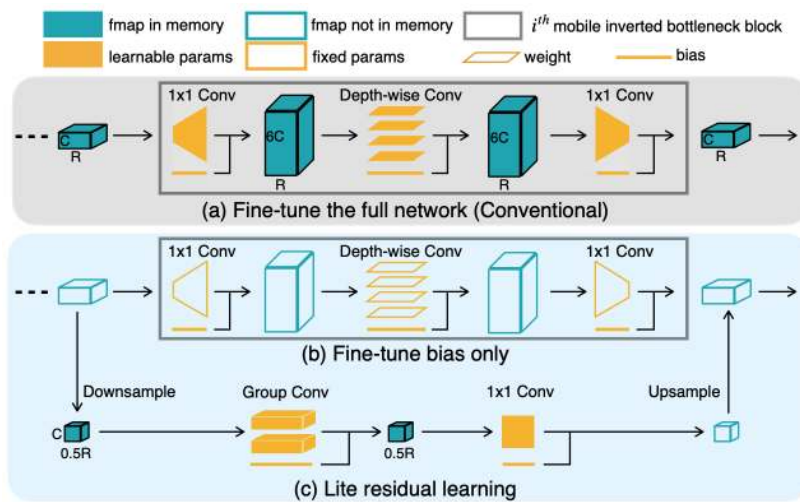 fmap in memory
fmap not in memory
i^th mobile inverted bottleneck block
learnable params
fixed params
weight
bias
1x1 Conv
Depth-wise Conv
1x1 Conv
C
R
6C
R
6C
R
C
R
(a) Fine-tune the full network (Conventional)
1x1 Conv
Depth-wise Conv
1x1 Conv
(b) Fine-tune bias only
Downsample
Group Conv
1x1 Conv
Upsample
C
0.5R
0.5R
(c) Lite residual learning